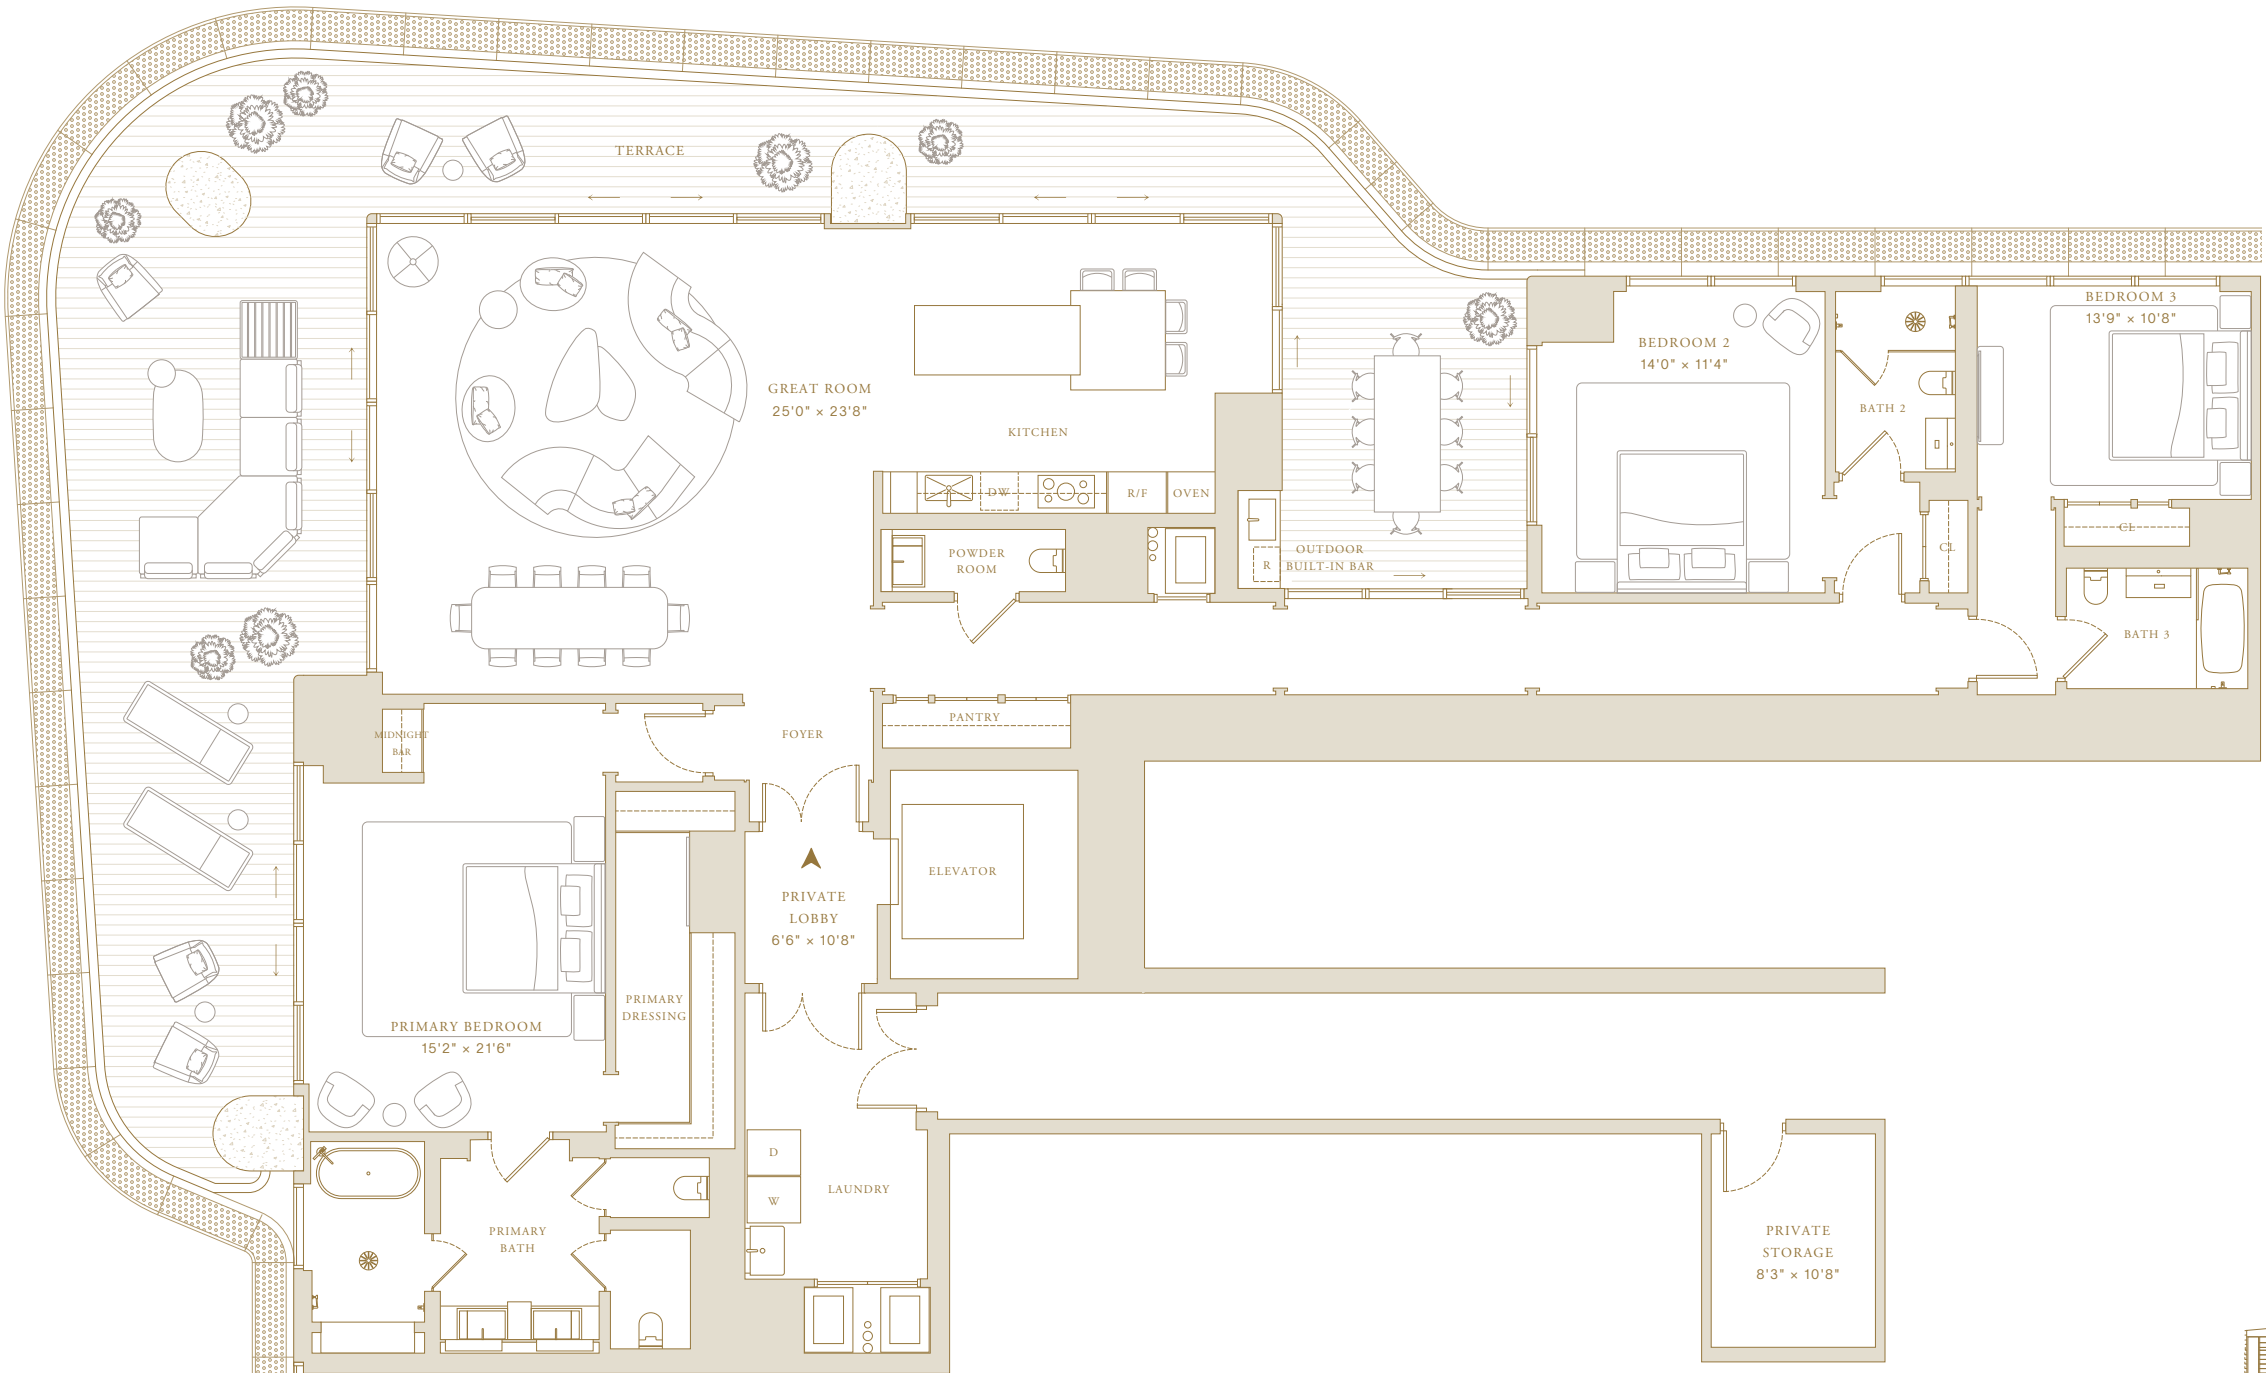 TERRACE
BEDROOM 3
13'9" × 10'8"
BEDROOM 2
14'0" × 11'4"
GREAT ROOM
25'0" × 23'8"
BATH 2
KITCHEN
DW
R/F
OVEN
CL
CL
POWDER
ROOM
OUTDOOR
BUILT-IN BAR
R
BATH 3
PANTRY
MIDNIGHT
BAR
FOYER
ELEVATOR
PRIVATE
LOBBY
6'6" × 10'8"
PRIMARY
DRESSING
PRIMARY BEDROOM
15'2" × 21'6"
D
W
LAUNDRY
PRIMARY
BATH
PRIVATE
STORAGE
8'3" × 10'8"